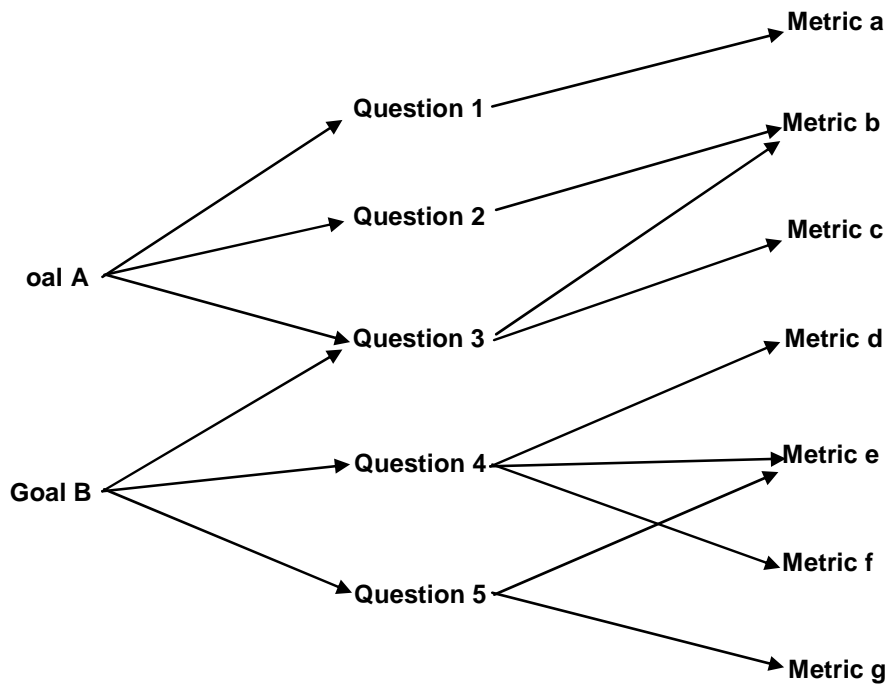 Metric a
Question 1
Metric b
Question 2
Metric c
oal A
Question 3
Metric d
Question 4
Metric e
Goal B
Metric f
Question 5
Metric g